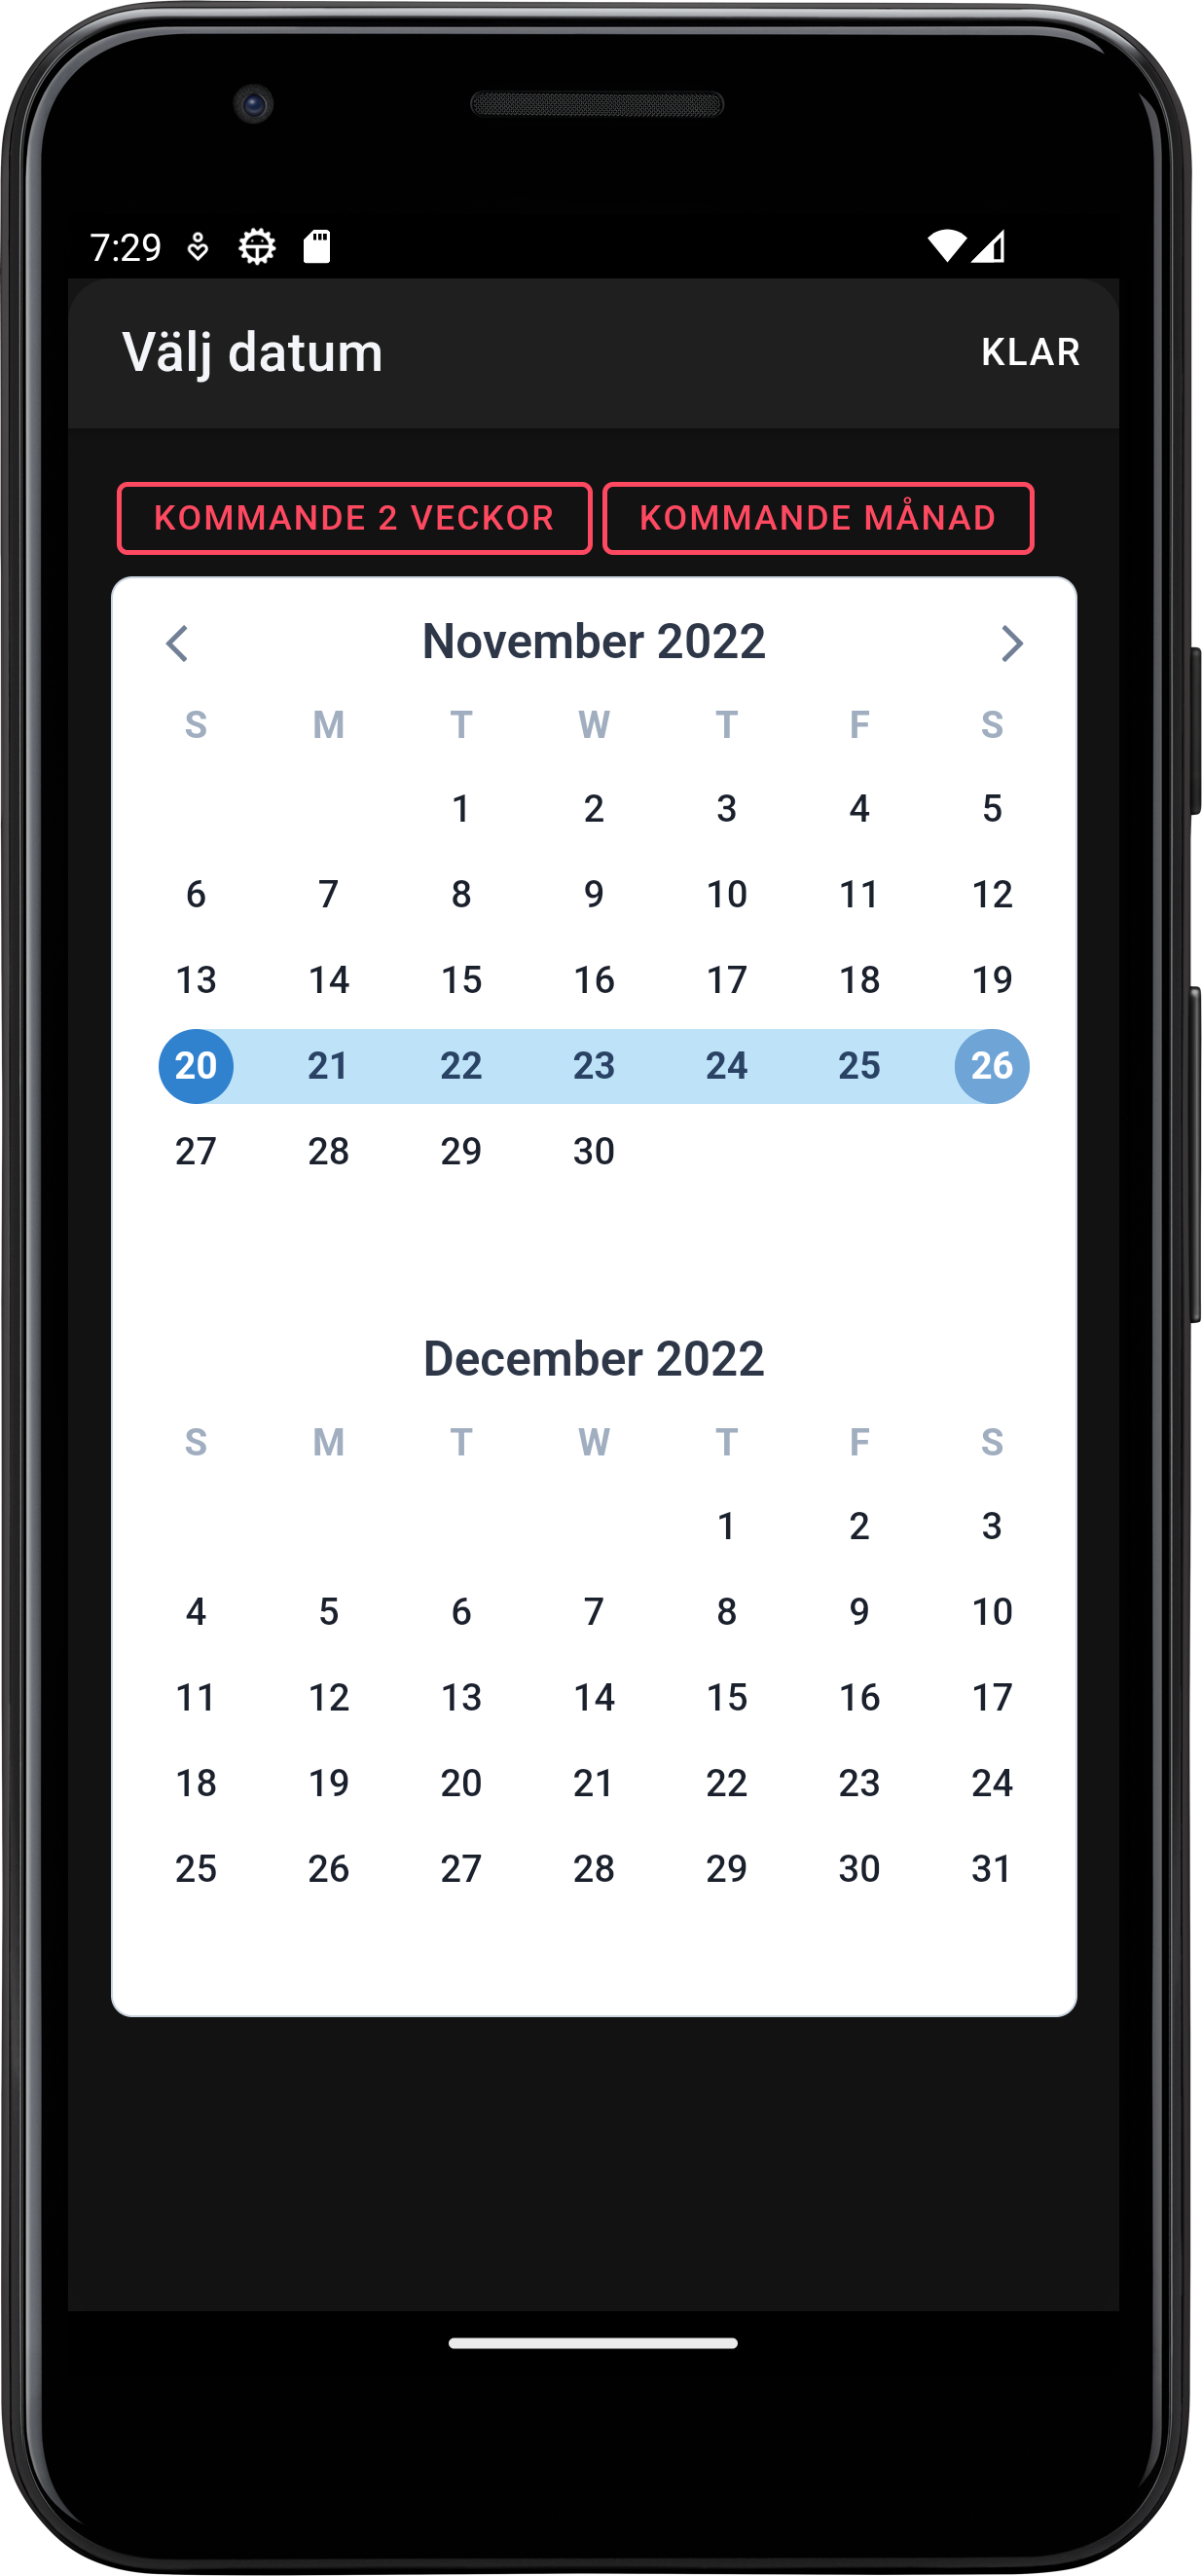 7:29
Välj datum KLAR
KOMMANDE 2 VECKOR KOMMANDE MÅNAD
November 2022
S M T W T F S
1 2 3 4 5
6 7 8 9 10 11 12
13 14 15 16 17 18 19
20 21 22 23 24 25 26
27 28 29 30
December 2022
S M T W T F S
1 2 3
4 5 6 7 8 9 10
11 12 13 14 15 16 17
18 19 20 21 22 23 24
25 26 27 28 29 30 31